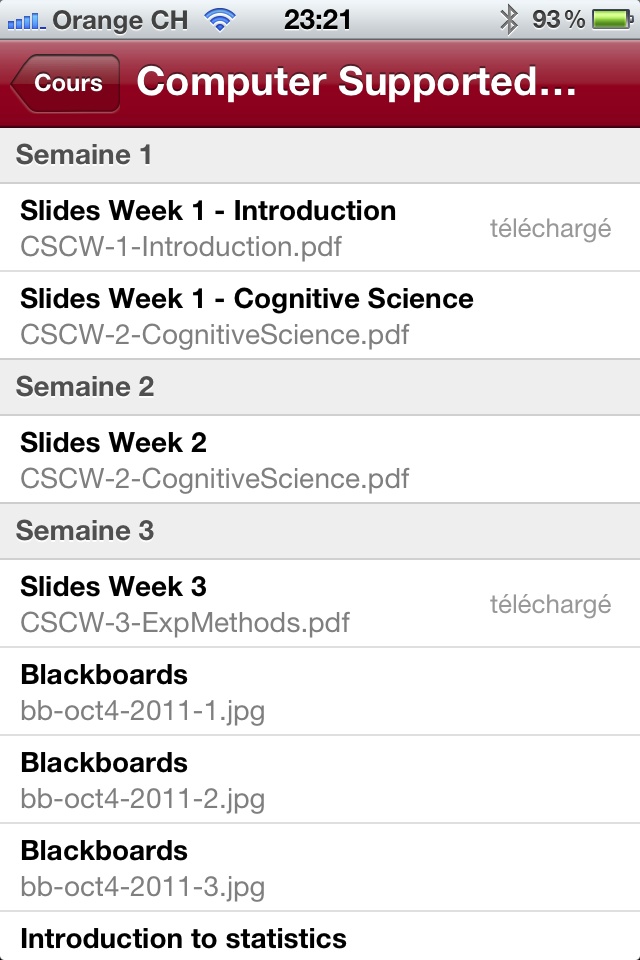 Orange CH 23:21 93 %
Cours Computer Supported...
Semaine 1
Slides Week 1 - Introduction
CSCW-1-Introduction.pdf
téléchargé
Slides Week 1 - Cognitive Science
CSCW-2-CognitiveScience.pdf
Semaine 2
Slides Week 2
CSCW-2-CognitiveScience.pdf
Semaine 3
Slides Week 3
CSCW-3-ExpMethods.pdf
téléchargé
Blackboards
bb-oct4-2011-1.jpg
Blackboards
bb-oct4-2011-2.jpg
Blackboards
bb-oct4-2011-3.jpg
Introduction to statistics